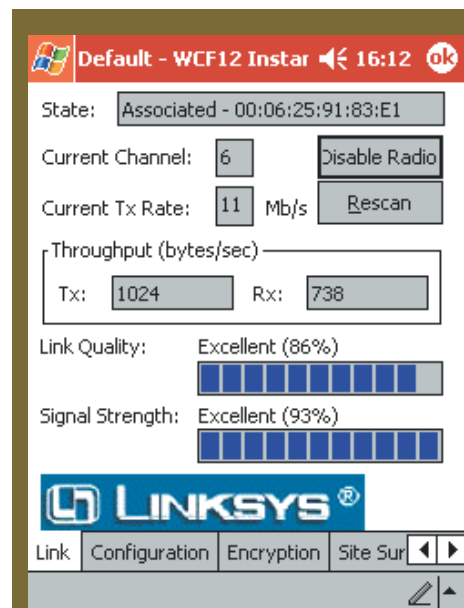 Default - WCF12 Instar 16:12 ok
State: Associated - 00:06:25:91:83:E1
Current Channel: 6 Disable Radio
Current Tx Rate: 11 Mb/s Rescan
Throughput (bytes/sec)
Tx: 1024 Rx: 738
Link Quality: Excellent (86%)
Signal Strength: Excellent (93%)
LINKSYS ®
Link Configuration Encryption Site Sur